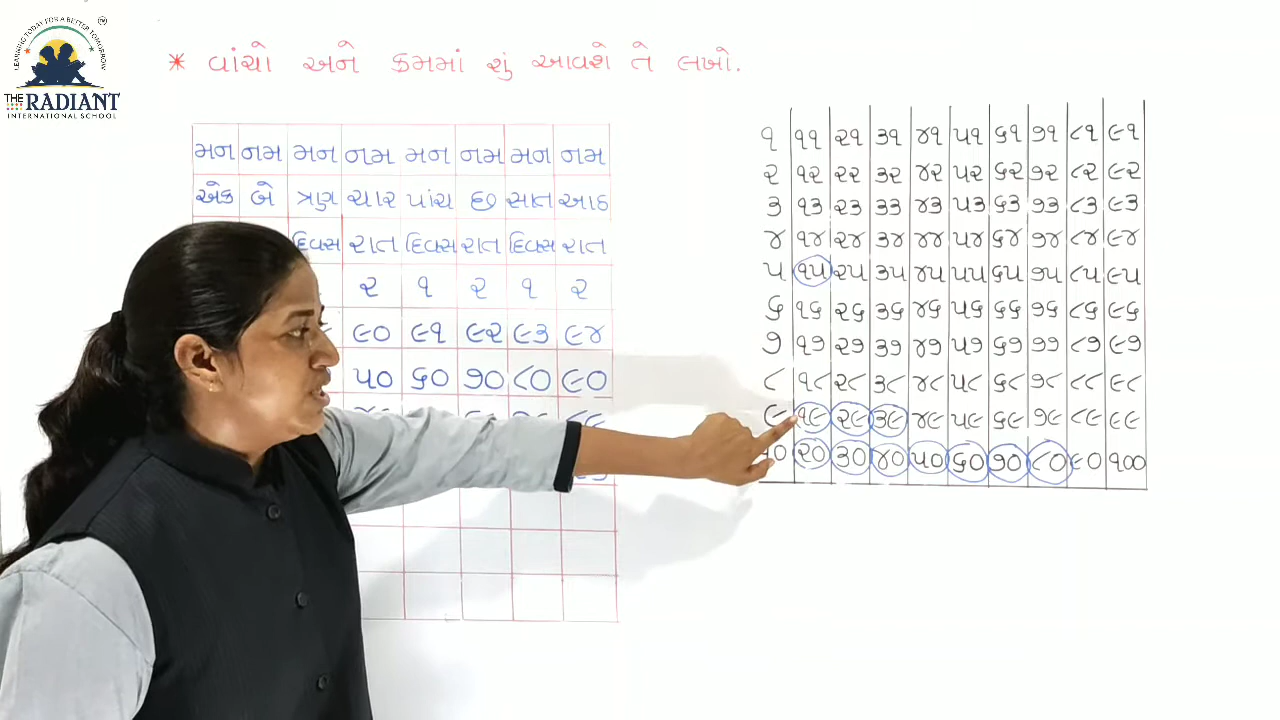 LEARNING TODAY FOR A BETTER TOMORROW
TM
THE RADIANT
INTERNATIONAL SCHOOL
* વાંચો અને ક્રમમાં શું આવશે તે લખો.
મન નમ મન નમ મન નમ મન નમ
એક બે ત્રણ ચાર પાંચ છ સાત આઠ
દિવસ રાત દિવસ રાત દિવસ રાત
૨ ૧ ૨ ૧ ૨
૯૦ ૯૧ ૯૨ ૯૩ ૯૪
૫૦ ૬૦ ૭૦ ૮૦ ૯૦
૧ ૧૧ ૨૧ ૩૧ ૪૧ ૫૧ ૬૧ ૭૧ ૮૧ ૯૧
૨ ૧૨ ૨૨ ૩૨ ૪૨ ૫૨ ૬૨ ૭૨ ૮૨ ૯૨
૩ ૧૩ ૨૩ ૩૩ ૪૩ ૫૩ ૬૩ ૭૩ ૮૩ ૯૩
૪ ૧૪ ૨૪ ૩૪ ૪૪ ૫૪ ૬૪ ૭૪ ૮૪ ૯૪
૫ ૧૫ ૨૫ ૩૫ ૪૫ ૫૫ ૬૫ ૭૫ ૮૫ ૯૫
૬ ૧૬ ૨૬ ૩૬ ૪૬ ૫૬ ૬૬ ૭૬ ૮૬ ૯૬
૭ ૧૭ ૨૭ ૩૭ ૪૭ ૫૭ ૬૭ ૭૭ ૮૭ ૯૭
૮ ૧૮ ૨૮ ૩૮ ૪૮ ૫૮ ૬૮ ૭૮ ૮૮ ૯૮
૯ ૧૯ ૨૯ ૩૯ ૪૯ ૫૯ ૬૯ ૭૯ ૮૯ ૯૯
૨૦ ૩૦ ૪૦ ૫૦ ૬૦ ૭૦ ૮૦ ૯૦ ૧૦૦